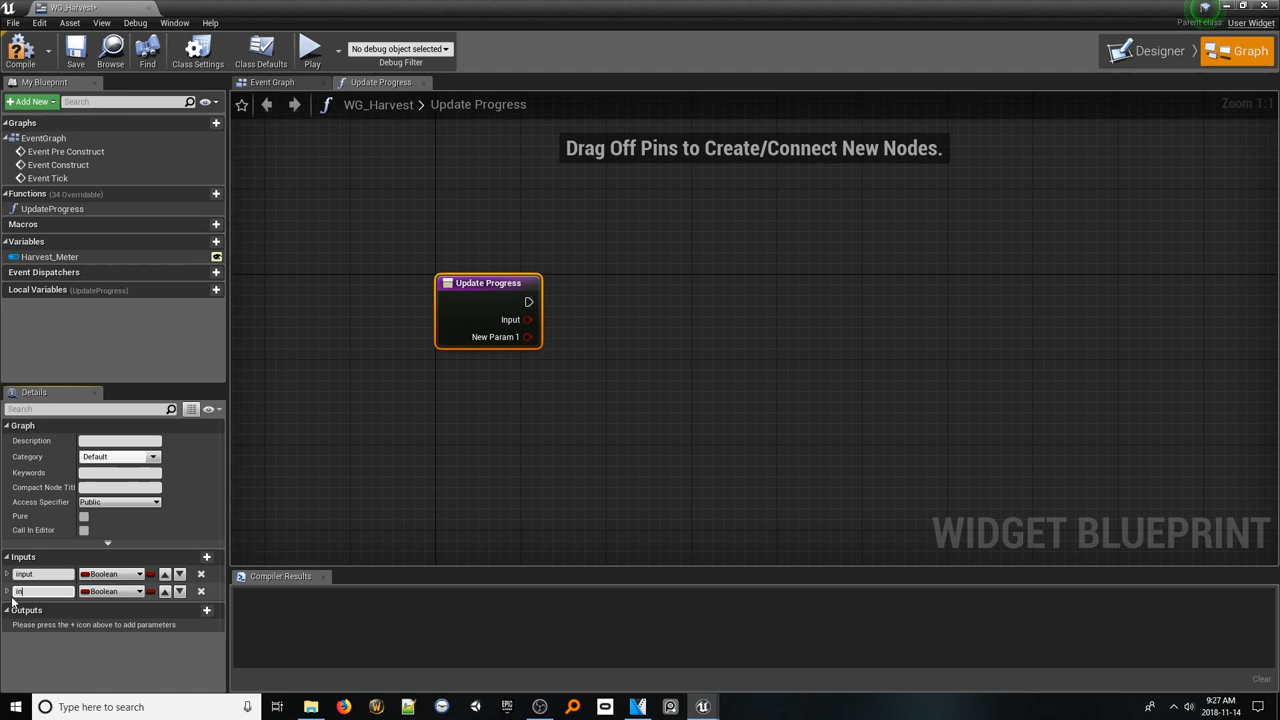 WG_Harvest*
File Edit Asset View Debug Window Help
Parent class: User Widget
Compile Save Browse Find Class Settings Class Defaults Play
No debug object selected
Debug Filter
Designer Graph
My Blueprint
Event Graph Update Progress
Add New Search
WG_Harvest > Update Progress
Zoom 1:1
Graphs
EventGraph
Event Pre Construct
Event Construct
Event Tick
Functions (34 Overridable)
UpdateProgress
Macros
Variables
Harvest_Meter
Event Dispatchers
Local Variables (UpdateProgress)
Drag Off Pins to Create/Connect New Nodes.
Update Progress
Input
New Param 1
WIDGET BLUEPRINT
Details
Search
Graph
Description
Category Default
Keywords
Compact Node Titl
Access Specifier Public
Pure
Call In Editor
Inputs
input Boolean
in Boolean
Outputs
Please press the + icon above to add parameters
Compiler Results
Clear
Type here to search
9:27 AM
2018-11-14